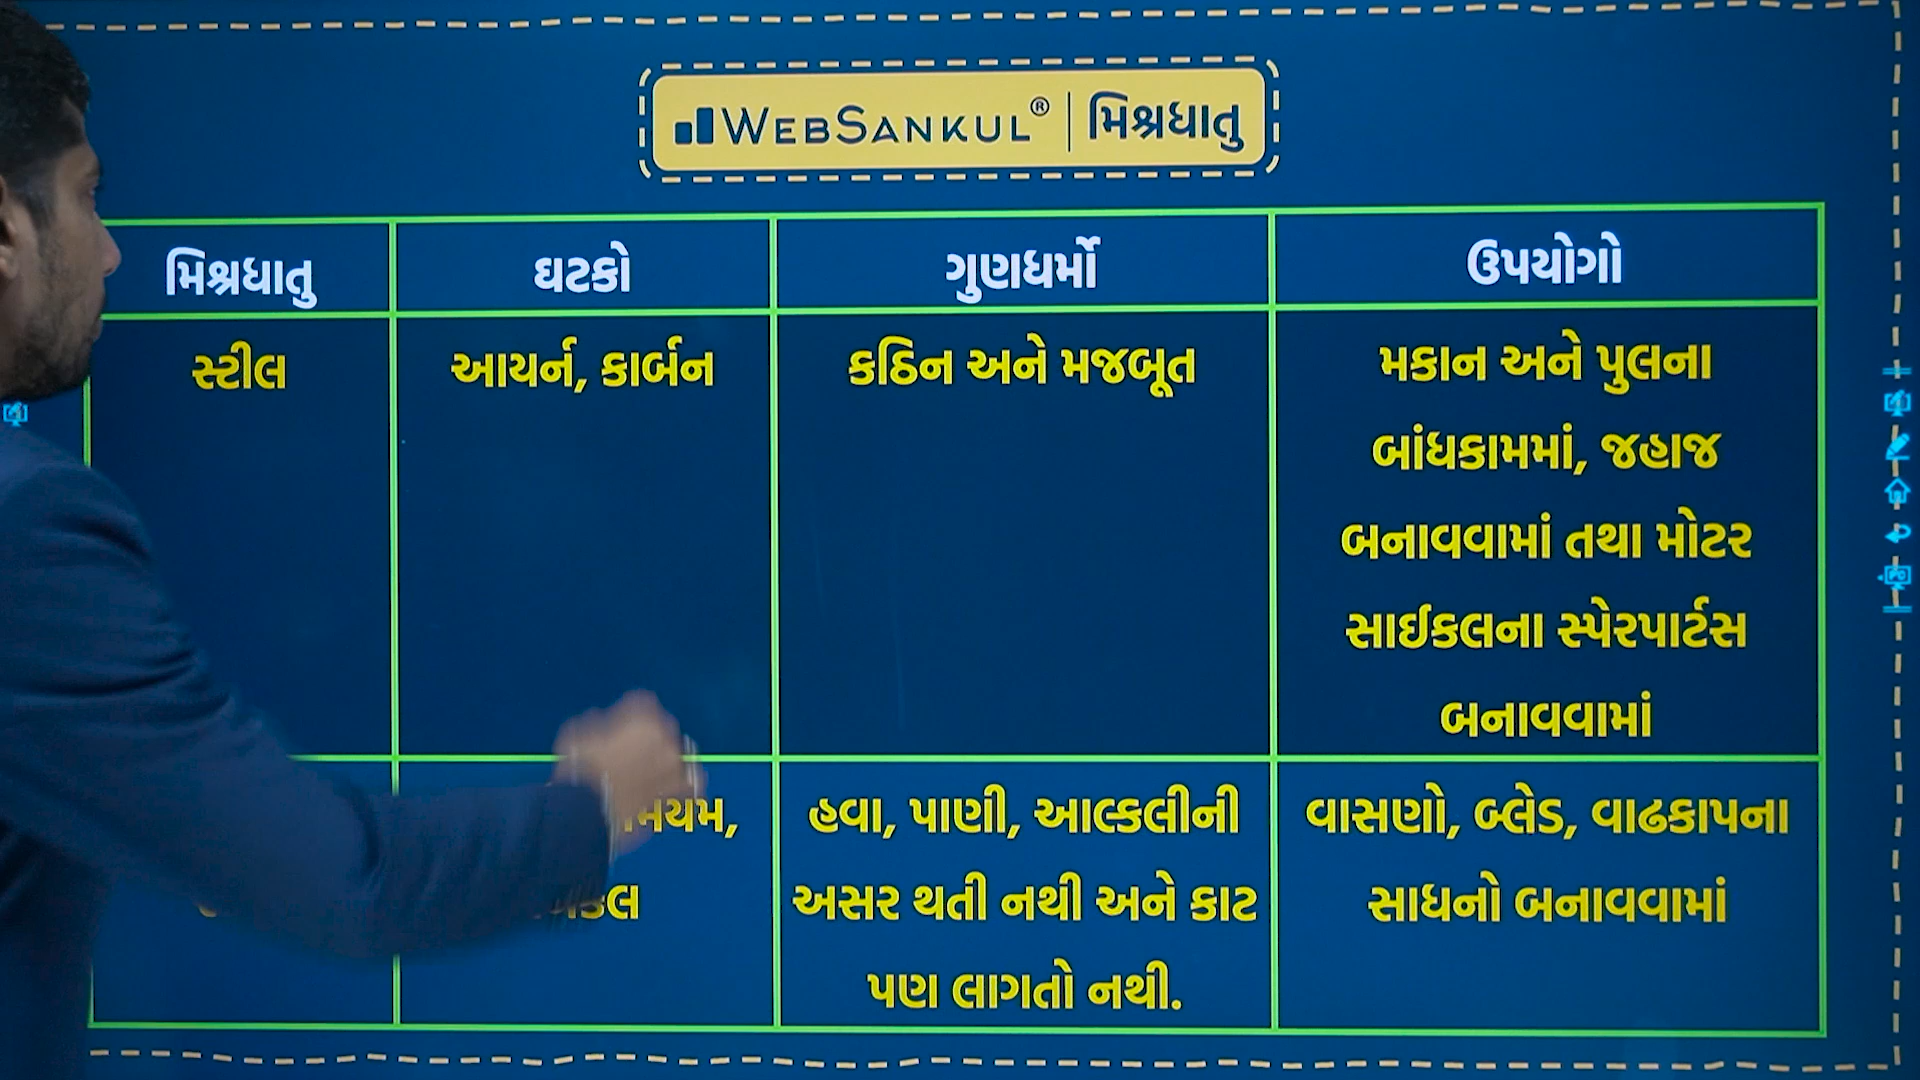 WEBSANKUL® | મિશ્રધાતુ
મિશ્રધાતુ ઘટકો ગુણધર્મો ઉપયોગો
સ્ટીલ આયર્ન, કાર્બન કઠિન અને મજબૂત મકાન અને પુલના
બાંધકામમાં, જહાજ
બનાવવામાં તથા મોટર
સાઈકલના સ્પેરપાર્ટસ
બનાવવામાં
હવા, પાણી, આલ્કલીની વાસણો, બ્લેડ, વાઢકાપના
અસર થતી નથી અને કાટ સાધનો બનાવવામાં
પણ લાગતો નથી.